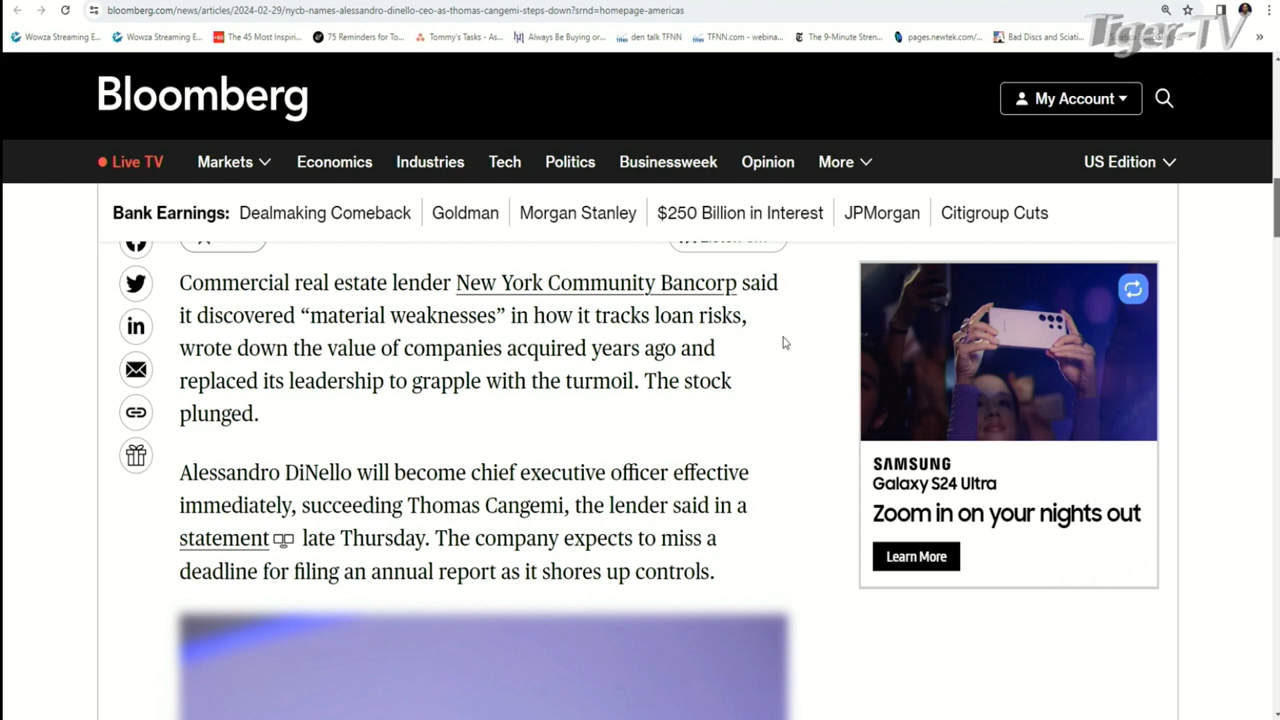 bloomberg.com/news/articles/2024-02-29/nycb-names-alessandro-dinello-ceo-as-thomas-cangemi-steps-down?srnd=homepage-americas
Wowza Streaming E... Wowza Streaming E... The 45 Most Inspiri... 75 Reminders for To... Tommy's Tasks - As... Always Be Buying or... den talk TFNN TFNN.com - webina... The 9-Minute Stren... pages.newtek.com/... Bad Discs and Sciati...
Tiger-TV
Bloomberg
My Account
Live TV Markets Economics Industries Tech Politics Businessweek Opinion More US Edition
Bank Earnings: Dealmaking Comeback Goldman Morgan Stanley $250 Billion in Interest JPMorgan Citigroup Cuts
Commercial real estate lender New York Community Bancorp said
it discovered “material weaknesses” in how it tracks loan risks,
wrote down the value of companies acquired years ago and
replaced its leadership to grapple with the turmoil. The stock
plunged.
Alessandro DiNello will become chief executive officer effective
immediately, succeeding Thomas Cangemi, the lender said in a
statement late Thursday. The company expects to miss a
deadline for filing an annual report as it shores up controls.
SAMSUNG
Galaxy S24 Ultra
Zoom in on your nights out
Learn More